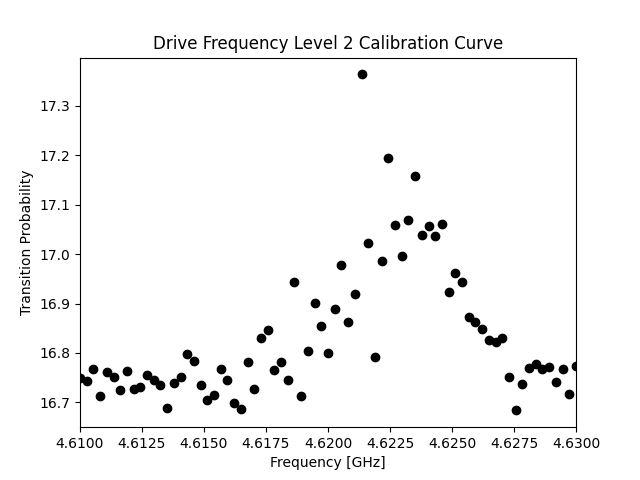 Drive Frequency Level 2 Calibration Curve
17.3
17.2
17.1
17.0
16.9
16.8
16.7
Transition Probability
4.6100 4.6125 4.6150 4.6175 4.6200 4.6225 4.6250 4.6275 4.6300
Frequency [GHz]